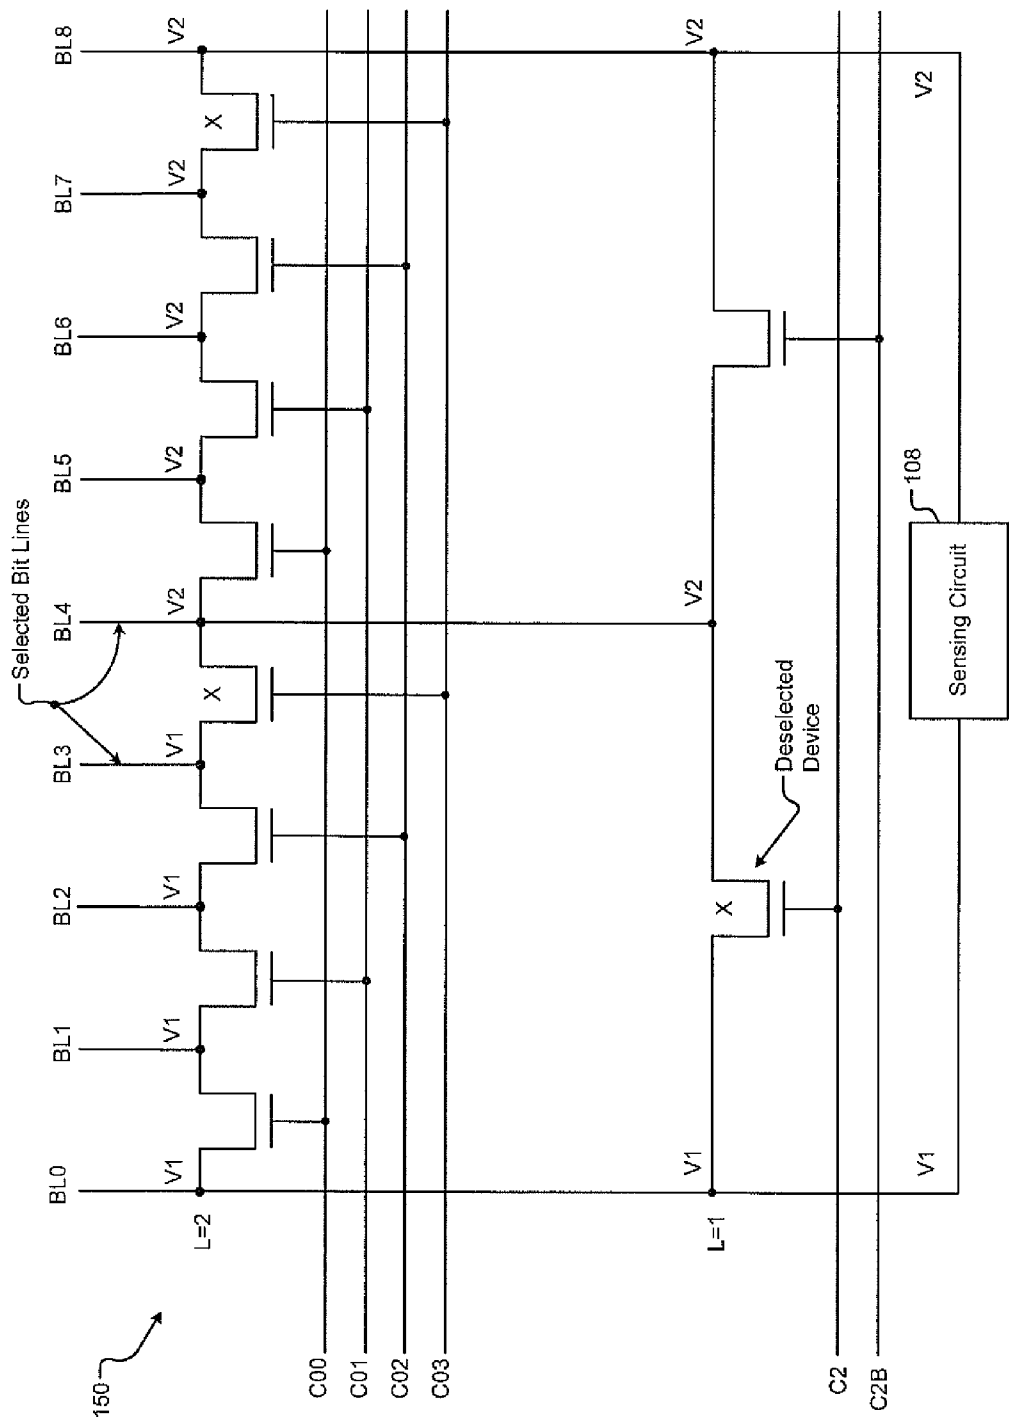 150
Selected Bit Lines
BL0 BL1 BL2 BL3 BL4 BL5 BL6 BL7 BL8
V1 V1 V1 V1 V2 V2 V2 V2 V2
L=2
X X
C00
C01
C02
C03
V1 V2 V2
L=1
X
Deselected
Device
C2
C2B
108
V1 V2
Sensing Circuit